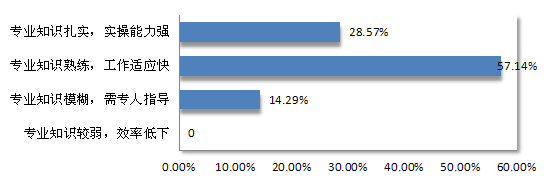 专业知识扎实，实操能力强 28.57%
专业知识熟练，工作适应快 57.14%
专业知识模糊，需专人指导 14.29%
专业知识较弱，效率低下 0
0.00% 10.00% 20.00% 30.00% 40.00% 50.00% 60.00%